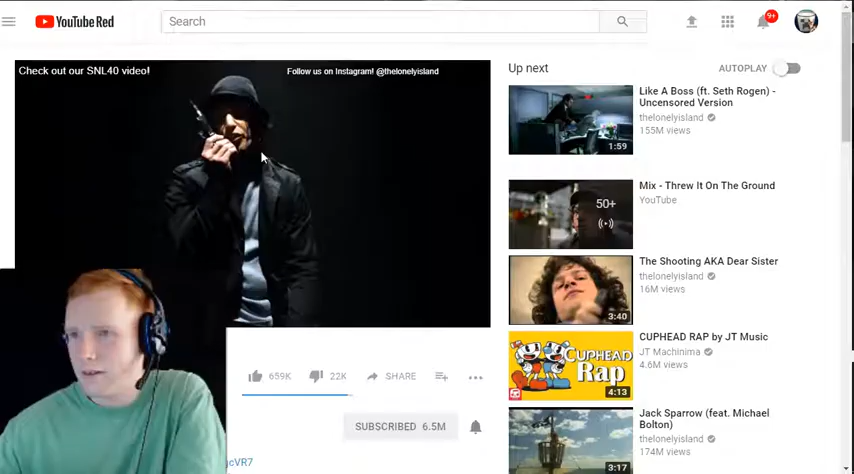 YouTube Red
Search
9+
Check out our SNL40 video!
Follow us on Instagram! @thelonelyisland
Up next
AUTOPLAY
Like A Boss (ft. Seth Rogen) -
Uncensored Version
thelonelyisland
155M views
1:59
Mix - Threw It On The Ground
YouTube
50+
The Shooting AKA Dear Sister
thelonelyisland
16M views
3:40
CUPHEAD RAP by JT Music
JT Machinima
4.6M views
CUPHEAD
Rap
4:13
Jack Sparrow (feat. Michael
Bolton)
thelonelyisland
174M views
3:17
659K
22K
SHARE
SUBSCRIBED 6.5M
gcVR7